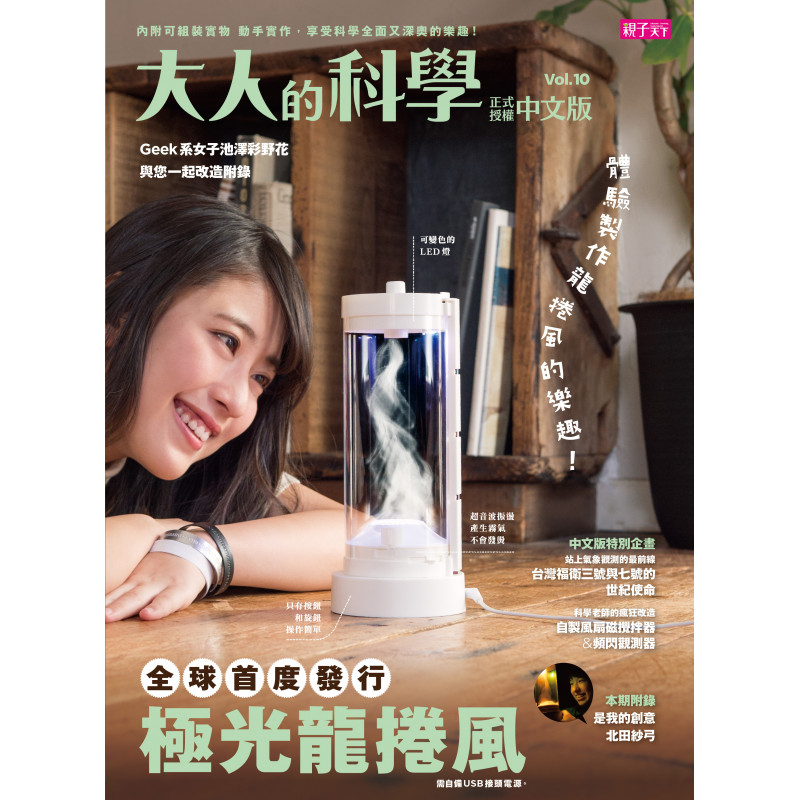 內附可組裝實物 動手實作，享受科學全面又深奧的樂趣！
親子天下
大人的科學
Vol.10
正式授權
中文版
Geek系女子池澤彩野花
與您一起改造附錄
體驗製作龍捲風的樂趣！
可變色的
LED燈
超音波振盪
產生霧氣
不會發燙
中文版特別企畫
站上氣象觀測的最前線
台灣福衛三號與七號的
世紀使命
科學老師的瘋狂改造
自製風扇磁攪拌器
&頻閃觀測器
只有按鈕
和旋鈕
操作簡單
全球首度發行
極光龍捲風
需自備USB接頭電源。
本期附錄
是我的創意
北田紗弓